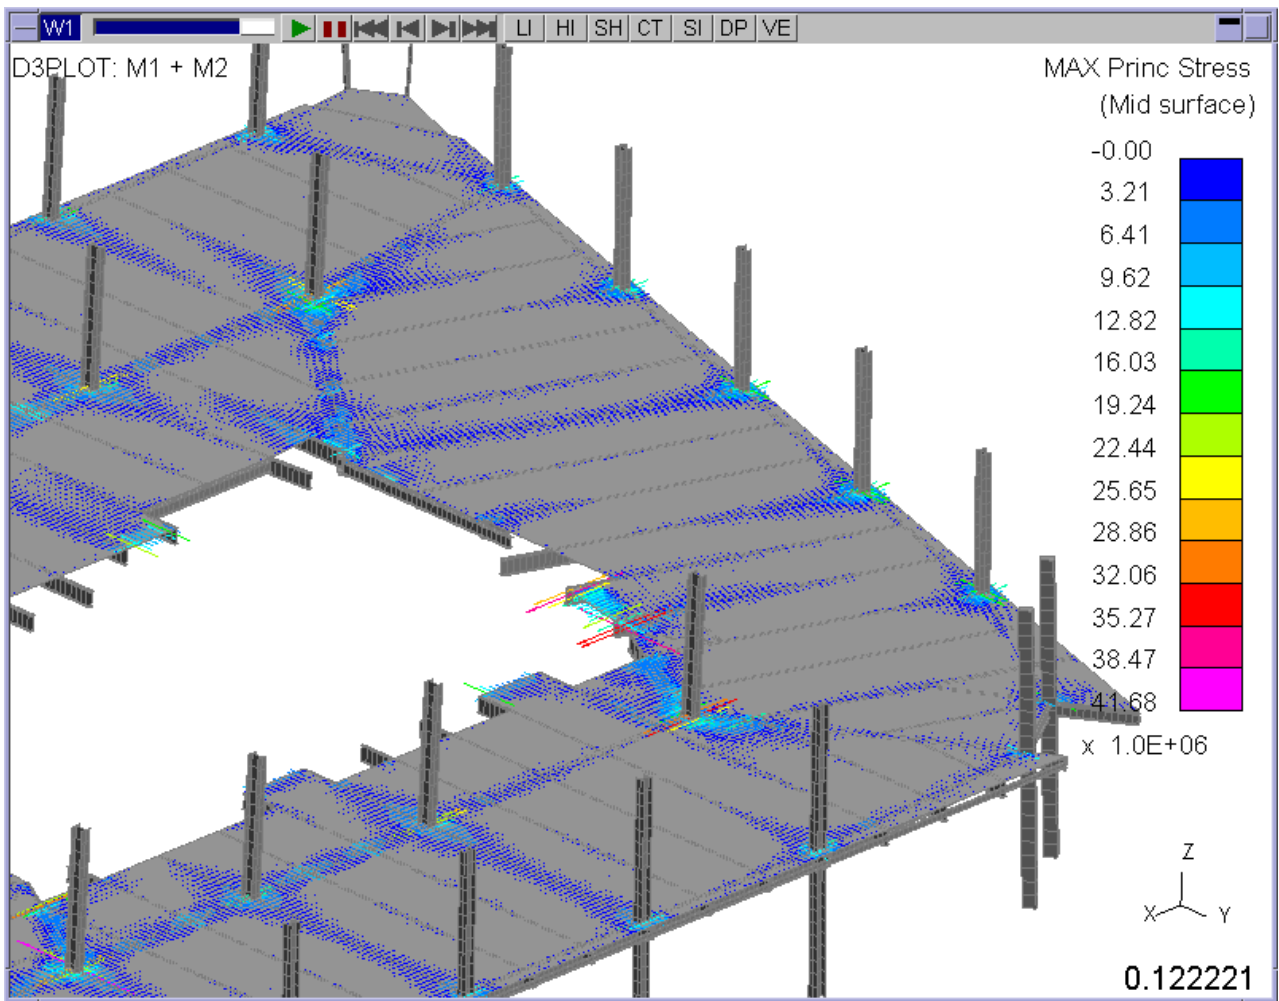 W1 LI HI SH CT SI DP VE
D3PLOT: M1 + M2
MAX Princ Stress
(Mid surface)
-0.00
3.21
6.41
9.62
12.82
16.03
19.24
22.44
25.65
28.86
32.06
35.27
38.47
41.68
x 1.0E+06
Z
X Y
0.122221